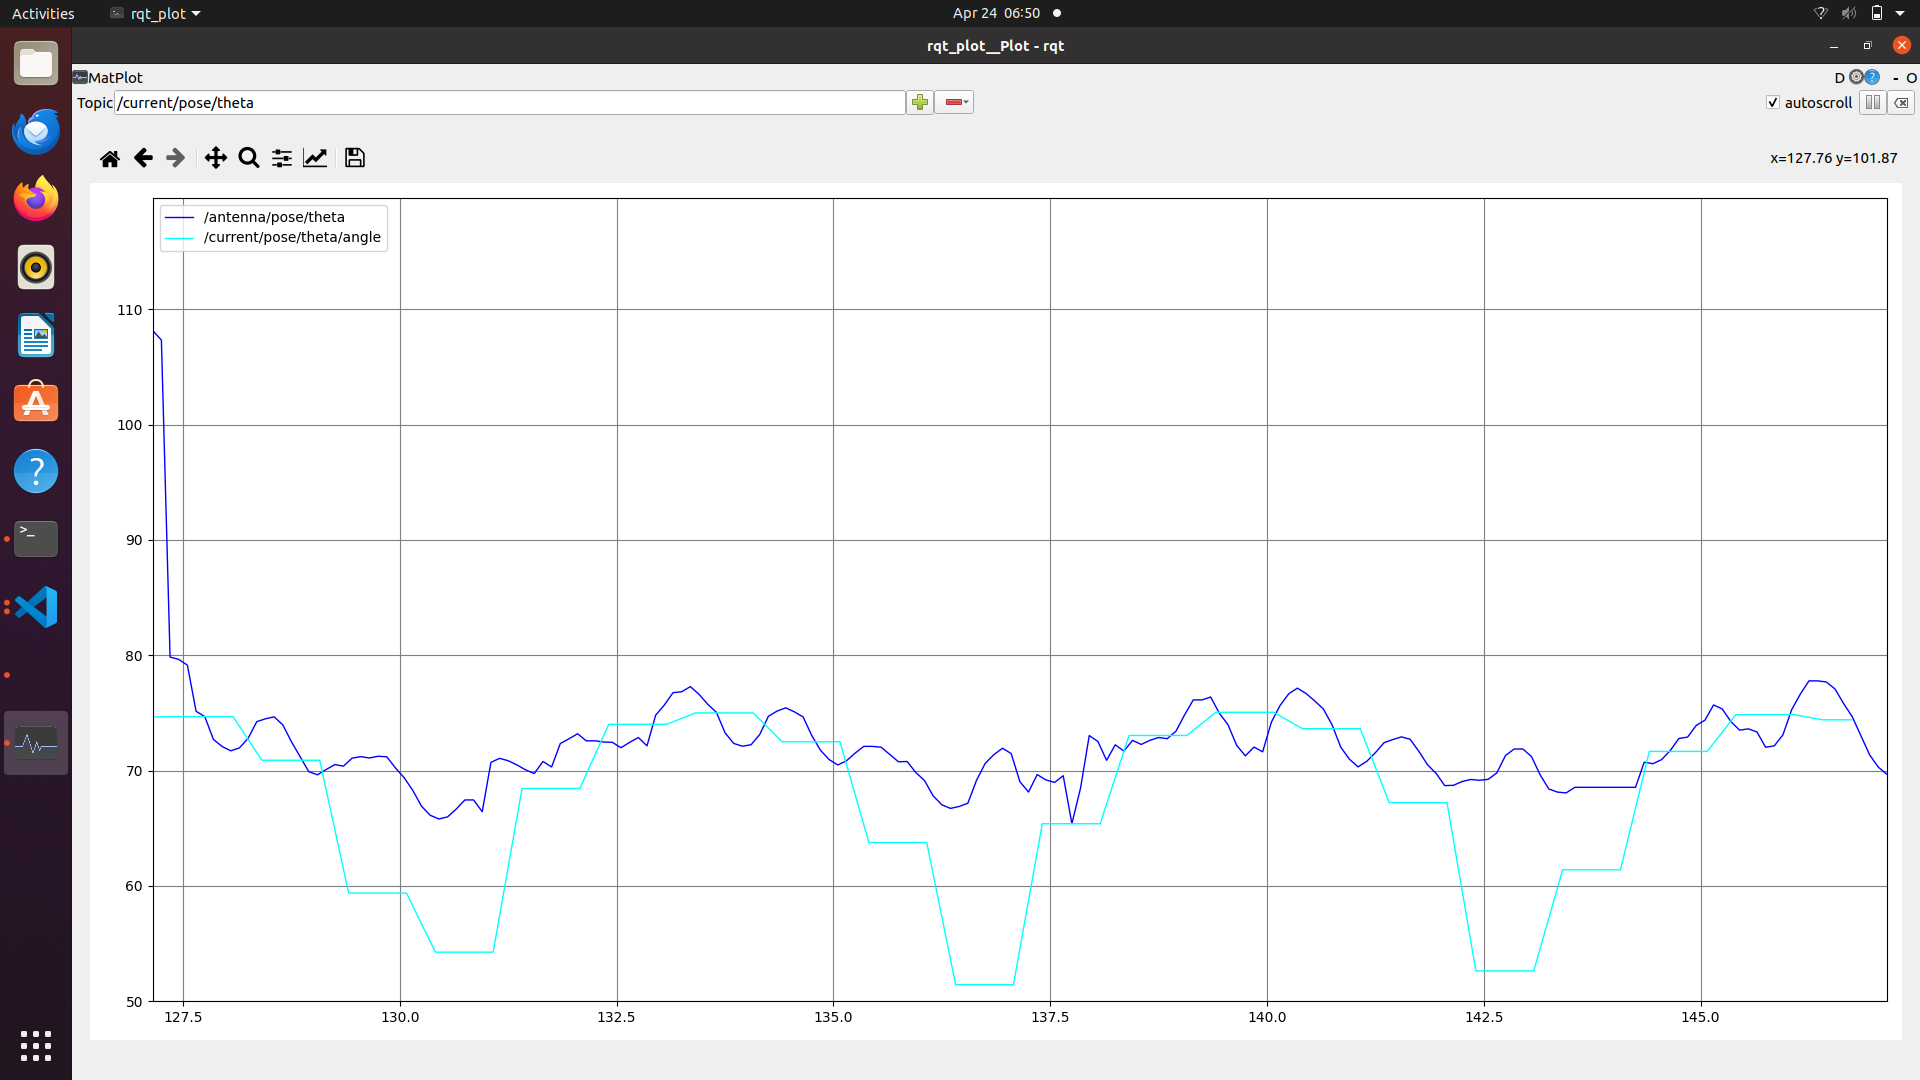 Activities
rqt_plot
Apr 24 06:50
rqt_plot__Plot - rqt
MatPlot
D
?
- O
Topic
/current/pose/theta
autoscroll
x=127.76 y=101.87
/antenna/pose/theta
/current/pose/theta/angle
110
100
90
80
70
60
50
127.5
130.0
132.5
135.0
137.5
140.0
142.5
145.0
A
?
>_